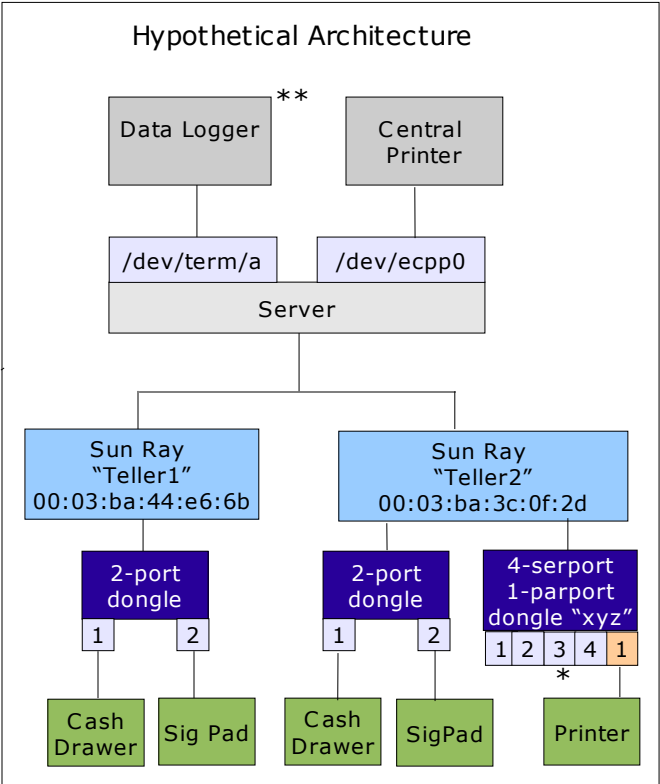 Hypothetical Architecture
**
Data Logger
Central
Printer
/dev/term/a
/dev/ecpp0
Server
Sun Ray
“Teller1”
00:03:ba:44:e6:6b
Sun Ray
“Teller2”
00:03:ba:3c:0f:2d
2-port
dongle
1 2
2-port
dongle
1 2
4-serport
1-parport
dongle “xyz”
1 2 3 4 1
*
Cash
Drawer
Sig Pad
Cash
Drawer
SigPad
Printer